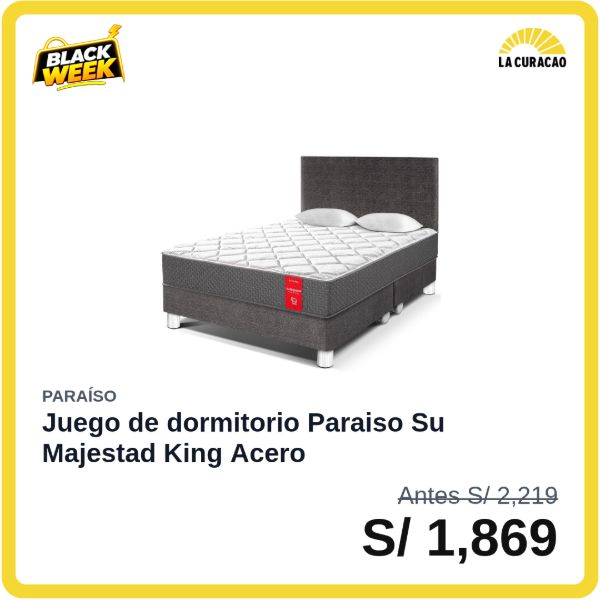 BLACK
WEEK
LA CURACAO
PARAÍSO
Juego de dormitorio Paraiso Su
Majestad King Acero
Antes S/ 2,219
S/ 1,869